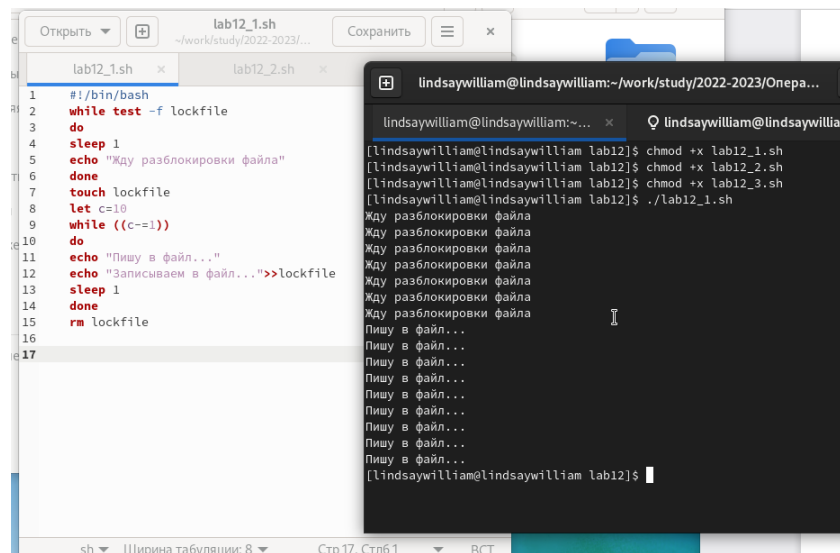 Открыть
lab12_1.sh
~/work/study/2022-2023/...
Сохранить
lab12_1.sh
lab12_2.sh
1 #!/bin/bash
2 while test -f lockfile
3 do
4 sleep 1
5 echo "Жду разблокировки файла"
6 done
7 touch lockfile
8 let c=10
9 while ((c-=1))
10 do
11 echo "Пишу в файл..."
12 echo "Записываем в файл...">>lockfile
13 sleep 1
14 done
15 rm lockfile
16
17
sh Ширина табуляции: 8 Стр 17, Стлб 1 ВСТ
lindsaywilliam@lindsaywilliam:~/work/study/2022-2023/Опера...
lindsaywilliam@lindsaywilliam:~...
lindsaywilliam@lindsaywillia
[lindsaywilliam@lindsaywilliam lab12]$ chmod +x lab12_1.sh
[lindsaywilliam@lindsaywilliam lab12]$ chmod +x lab12_2.sh
[lindsaywilliam@lindsaywilliam lab12]$ chmod +x lab12_3.sh
[lindsaywilliam@lindsaywilliam lab12]$ ./lab12_1.sh
Жду разблокировки файла
Жду разблокировки файла
Жду разблокировки файла
Жду разблокировки файла
Жду разблокировки файла
Жду разблокировки файла
Жду разблокировки файла
Пишу в файл...
Пишу в файл...
Пишу в файл...
Пишу в файл...
Пишу в файл...
Пишу в файл...
Пишу в файл...
Пишу в файл...
Пишу в файл...
[lindsaywilliam@lindsaywilliam lab12]$